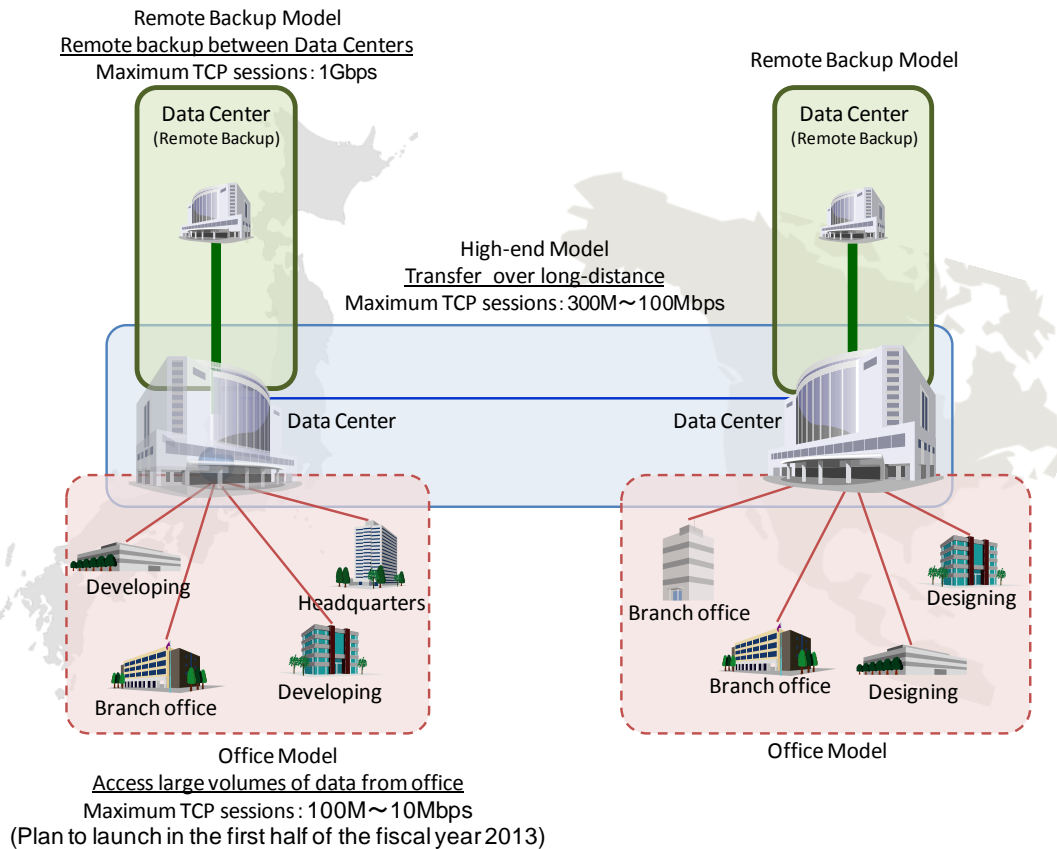 Remote Backup Model
Remote backup between Data Centers
Maximum TCP sessions : 1Gbps
Remote Backup Model
Data Center
(Remote Backup)
Data Center
(Remote Backup)
High-end Model
Transfer over long-distance
Maximum TCP sessions : 300M〜100Mbps
Data Center
Data Center
Developing
Headquarters
Branch office
Developing
Branch office
Designing
Branch office
Designing
Office Model
Access large volumes of data from office
Maximum TCP sessions : 100M〜10Mbps
(Plan to launch in the first half of the fiscal year 2013)
Office Model